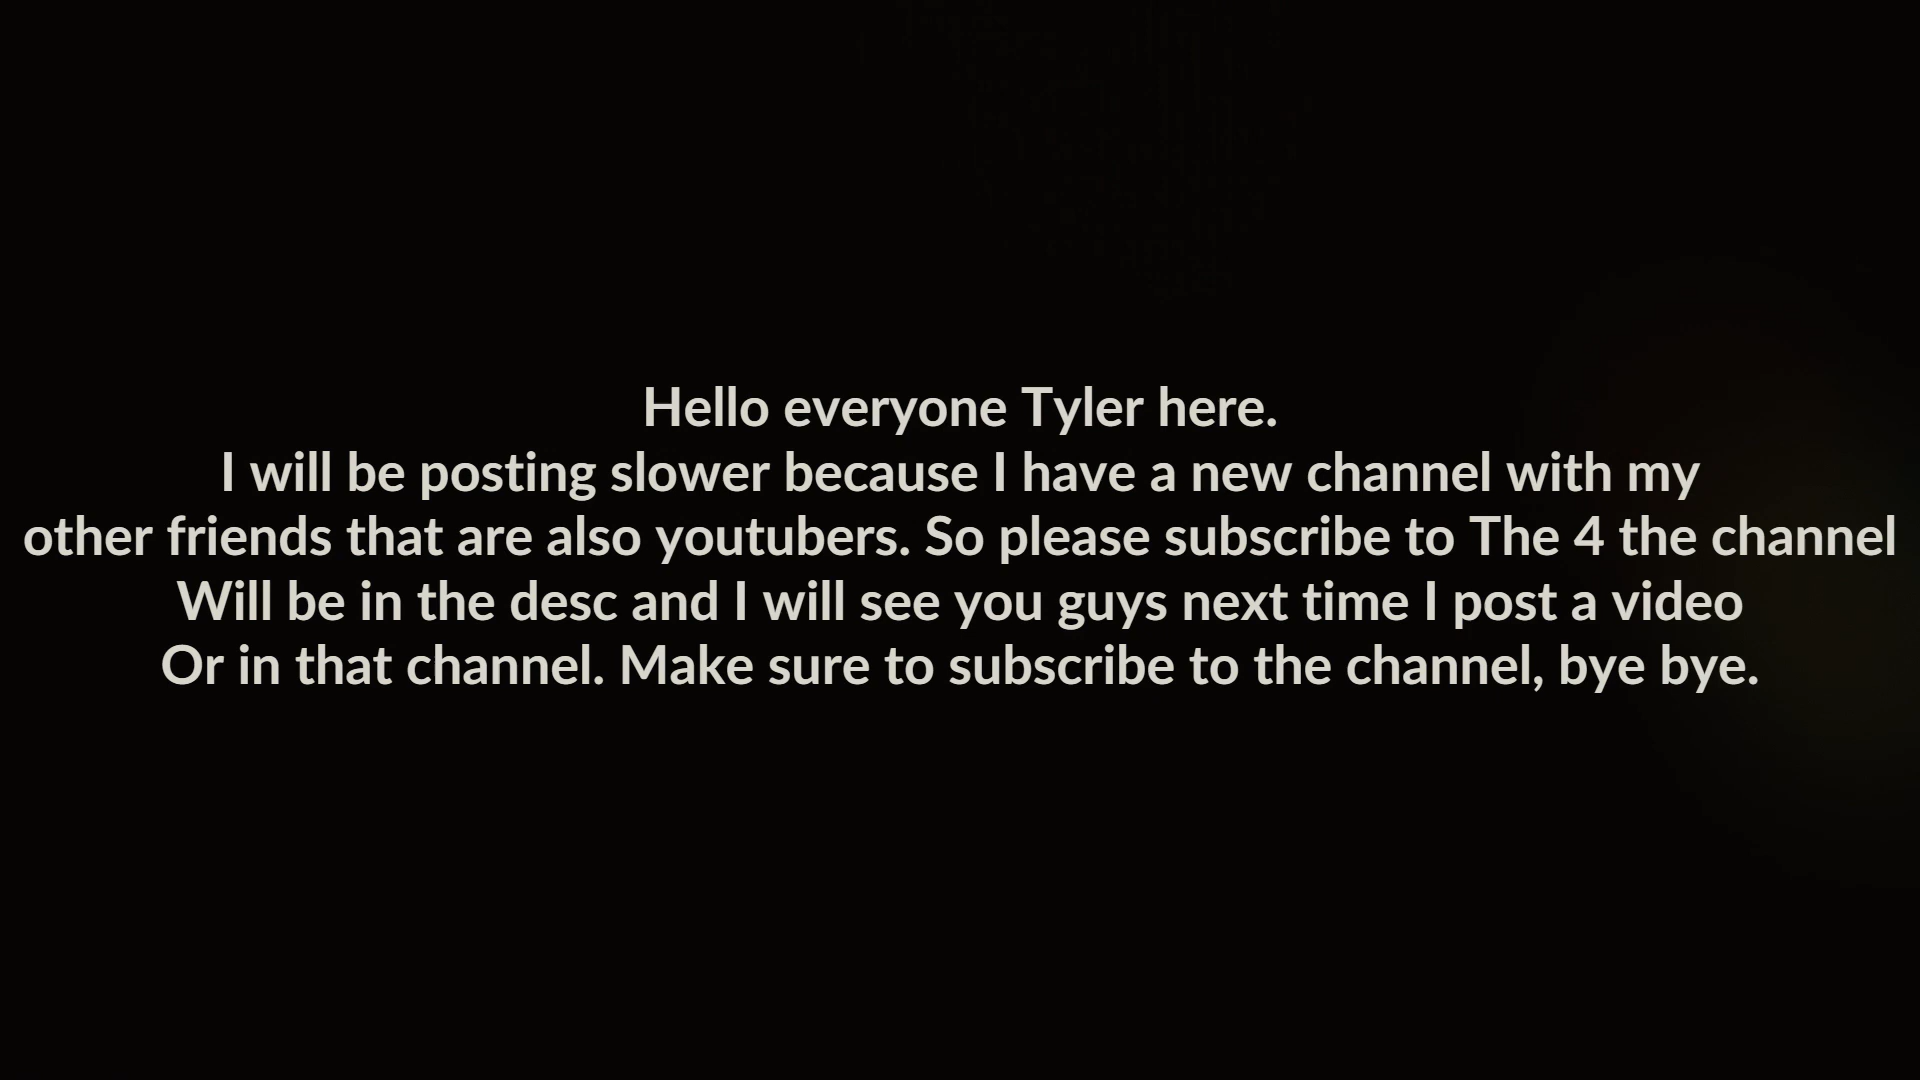 Hello everyone Tyler here.
I will be posting slower because I have a new channel with my
other friends that are also youtubers. So please subscribe to The 4 the channel
Will be in the desc and I will see you guys next time I post a video
Or in that channel. Make sure to subscribe to the channel, bye bye.